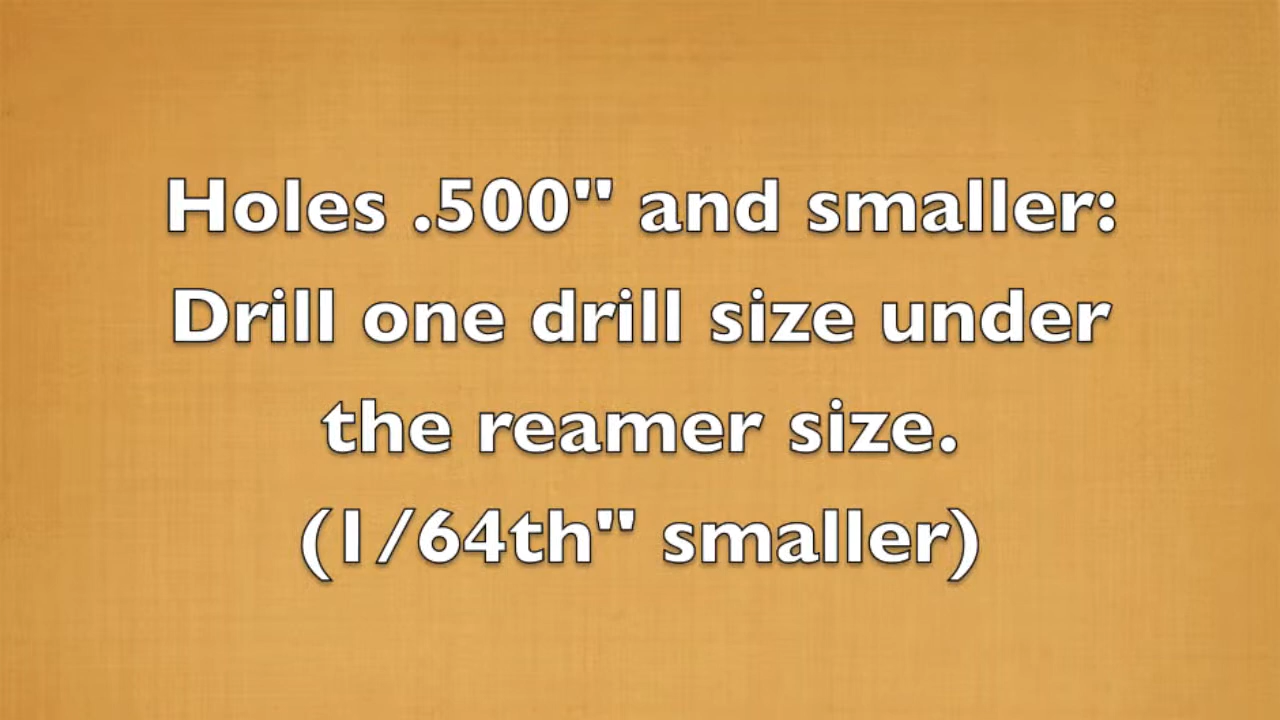 Holes .500" and smaller:
Drill one drill size under
the reamer size.
(1/64th" smaller)